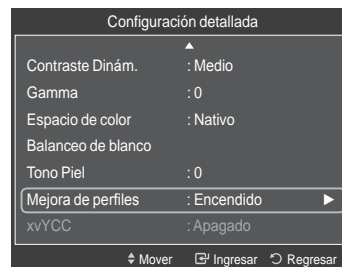 Configuración detallada
Contraste Dinám. : Medio
Gamma : 0
Espacio de color : Nativo
Balanceo de blanco
Tono Piel : 0
Mejora de perfiles : Encendido
xvYCC : Apagado
Mover Ingresar Regresar